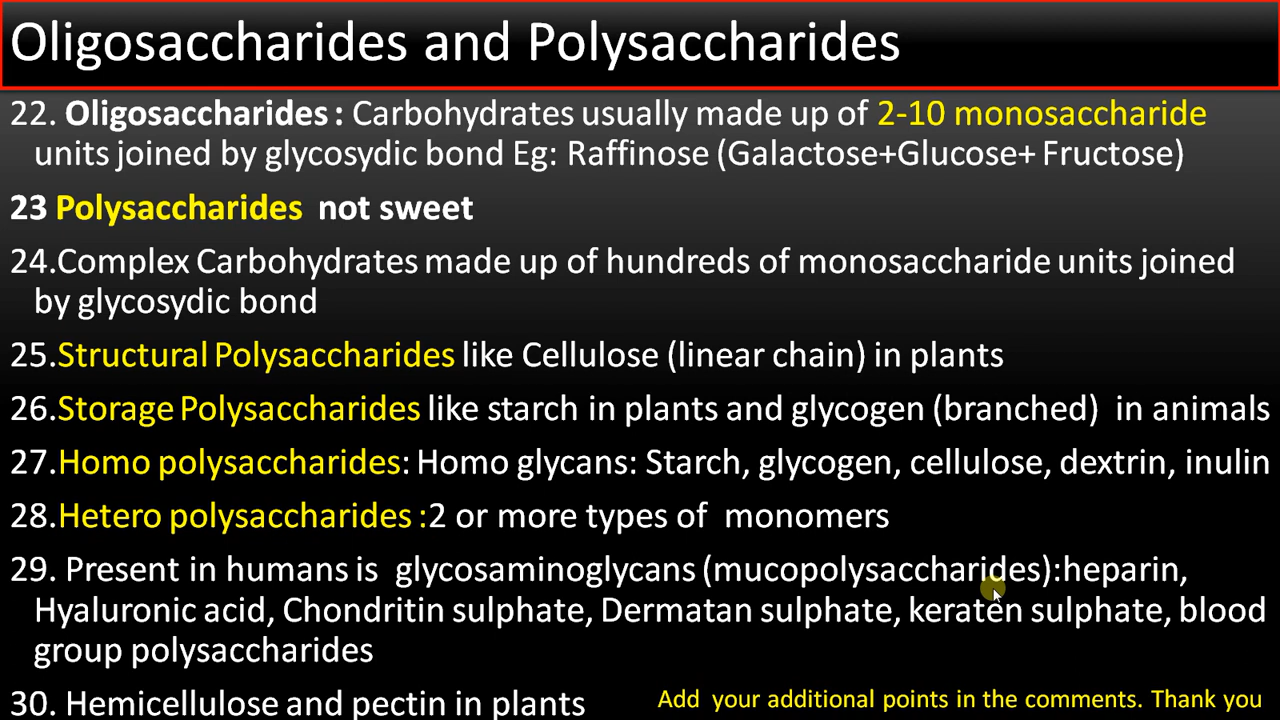 Oligosaccharides and Polysaccharides
22. Oligosaccharides : Carbohydrates usually made up of 2-10 monosaccharide
units joined by glycosydic bond Eg: Raffinose (Galactose+Glucose+ Fructose)
23 Polysaccharides not sweet
24.Complex Carbohydrates made up of hundreds of monosaccharide units joined
by glycosydic bond
25.Structural Polysaccharides like Cellulose (linear chain) in plants
26.Storage Polysaccharides like starch in plants and glycogen (branched) in animals
27.Homo polysaccharides: Homo glycans: Starch, glycogen, cellulose, dextrin, inulin
28.Hetero polysaccharides :2 or more types of monomers
29. Present in humans is glycosaminoglycans (mucopolysaccharides):heparin,
Hyaluronic acid, Chondritin sulphate, Dermatan sulphate, keraten sulphate, blood
group polysaccharides
30. Hemicellulose and pectin in plants
Add your additional points in the comments. Thank you